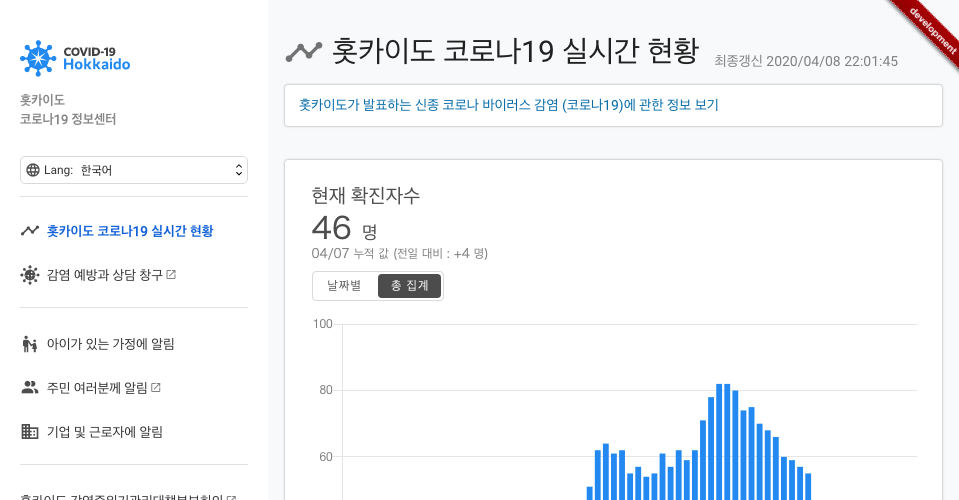 COVID-19
Hokkaido
홋카이도
코로나19 정보센터
Lang: 한국어
홋카이도 코로나19 실시간 현황
감염 예방과 상담 창구
아이가 있는 가정에 알림
주민 여러분께 알림
기업 및 근로자에 알림
홋카이도 코로나19 실시간 현황
최종갱신 2020/04/08 22:01:45
development
홋카이도가 발표하는 신종 코로나 바이러스 감염 (코로나19)에 관한 정보 보기
현재 확진자수
46 명
04/07 누적 값 (전일 대비 : +4 명)
날짜별 총 집계
100
80
60